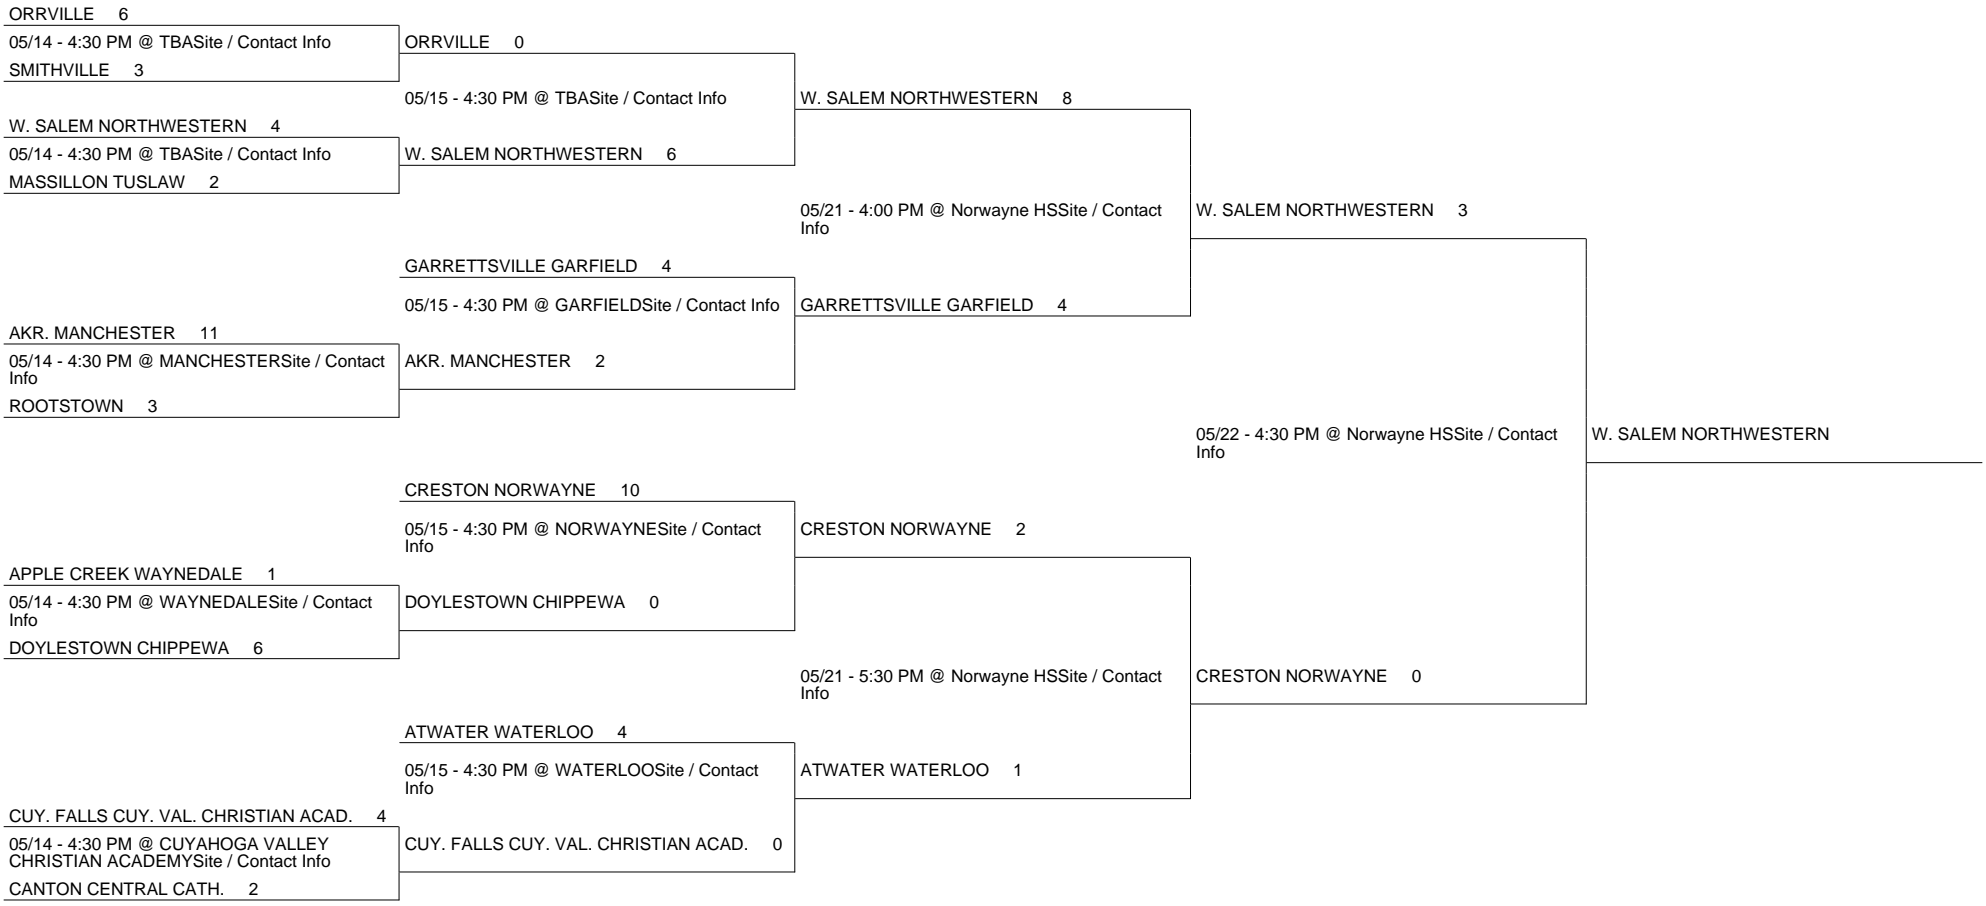 ORRVILLE 6
05/14 - 4:30 PM @ TBASite / Contact Info
SMITHVILLE 3
W. SALEM NORTHWESTERN 4
05/14 - 4:30 PM @ TBASite / Contact Info
MASSILLON TUSLAW 2
AKR. MANCHESTER 11
05/14 - 4:30 PM @ MANCHESTERSite / Contact
Info
ROOTSTOWN 3
APPLE CREEK WAYNEDALE 1
05/14 - 4:30 PM @ WAYNEDALESite / Contact
Info
DOYLESTOWN CHIPPEWA 6
CUY. FALLS CUY. VAL. CHRISTIAN ACAD. 4
05/14 - 4:30 PM @ CUYAHOGA VALLEY
CHRISTIAN ACADEMYSite / Contact Info
CANTON CENTRAL CATH. 2
ORRVILLE 0
05/15 - 4:30 PM @ TBASite / Contact Info
W. SALEM NORTHWESTERN 6
GARRETTSVILLE GARFIELD 4
05/15 - 4:30 PM @ GARFIELDSite / Contact Info
AKR. MANCHESTER 2
CRESTON NORWAYNE 10
05/15 - 4:30 PM @ NORWAYNESite / Contact
Info
DOYLESTOWN CHIPPEWA 0
ATWATER WATERLOO 4
05/15 - 4:30 PM @ WATERLOOSite / Contact
Info
CUY. FALLS CUY. VAL. CHRISTIAN ACAD. 0
W. SALEM NORTHWESTERN 8
05/21 - 4:00 PM @ Norwayne HSSite / Contact
Info
GARRETTSVILLE GARFIELD 4
CRESTON NORWAYNE 2
05/21 - 5:30 PM @ Norwayne HSSite / Contact
Info
ATWATER WATERLOO 1
W. SALEM NORTHWESTERN 3
05/22 - 4:30 PM @ Norwayne HSSite / Contact
Info
CRESTON NORWAYNE 0
W. SALEM NORTHWESTERN